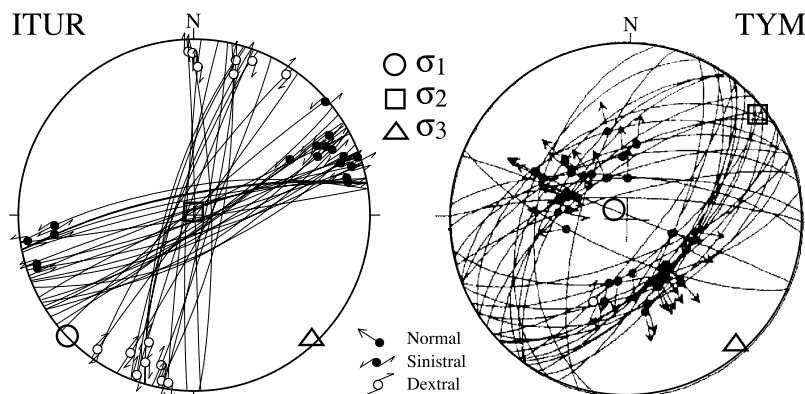 ITUR
N
σ1
σ2
σ3
N
TYM
Normal
Sinistral
Dextral